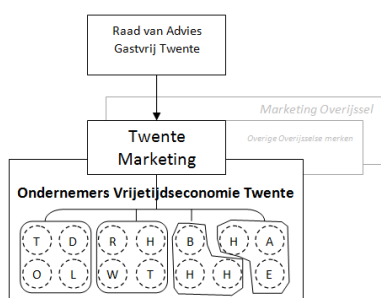 Raad van Advies
Gastvrij Twente
Marketing Overijssel
Twente
Marketing
Overige Overijsselse merken
Ondernemers Vrijetijdseconomie Twente
T D R H B H A
O L W T H H E